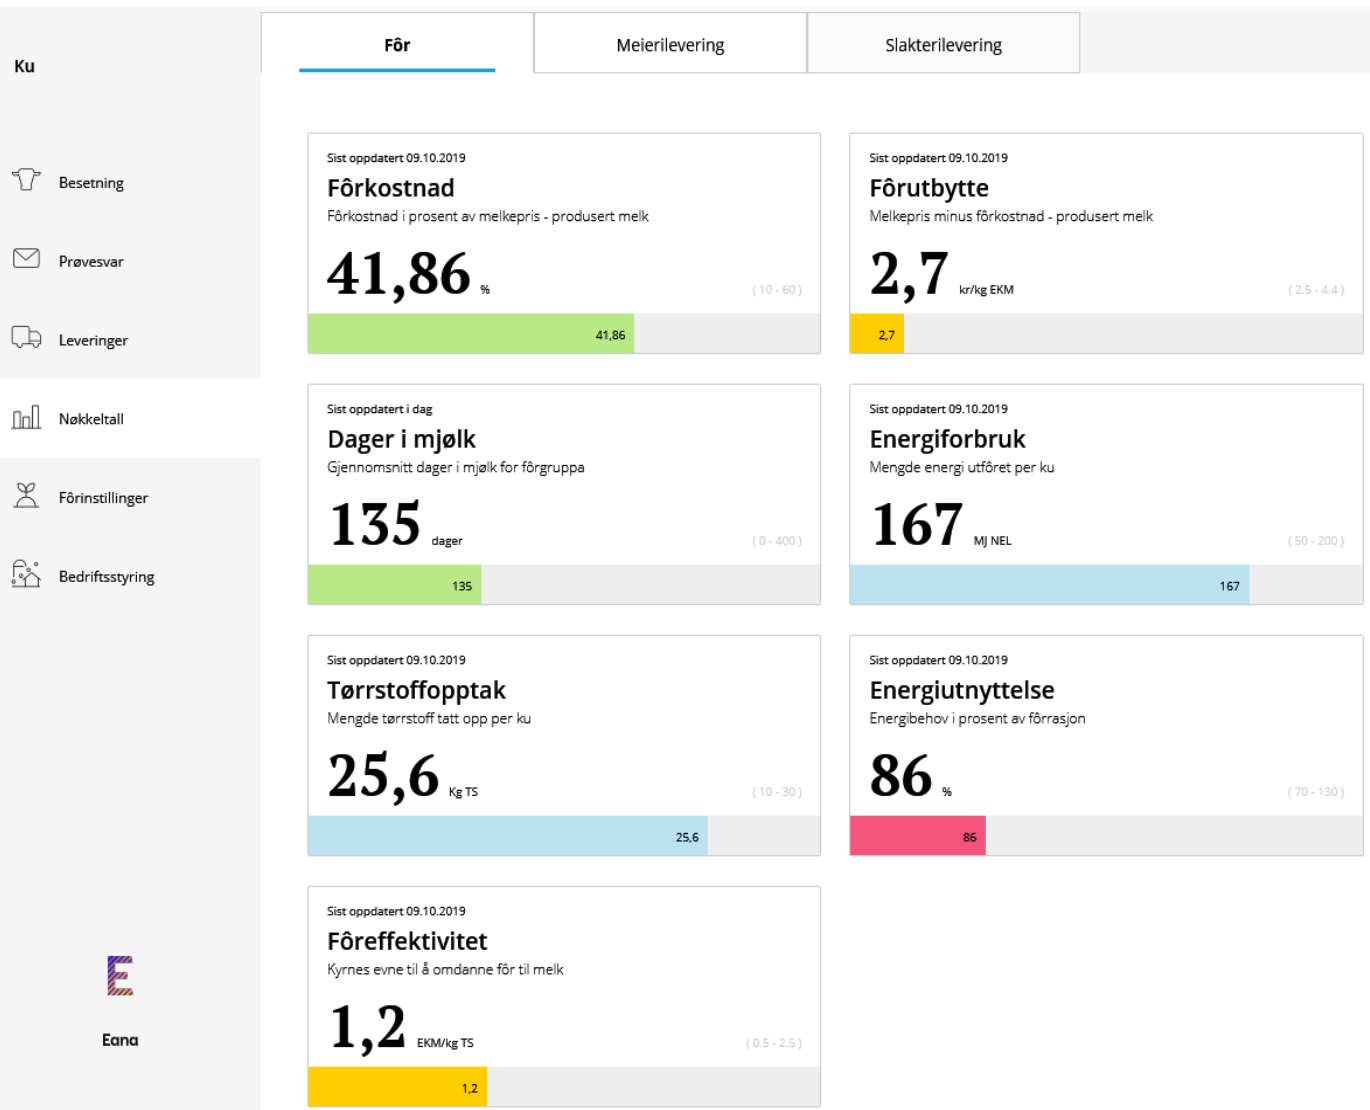 Ku
Besetning
Prøvesvar
Leveringer
Nøkkeltall
Fôrinstillinger
Bedriftsstyring
E
Eana
Fôr
Meierilevering
Slakterilevering
Sist oppdatert 09.10.2019
Fôrkostnad
Fôrkostnad i prosent av melkepris - produsert melk
41,86 %
( 10 - 60 )
41,86
Sist oppdatert 09.10.2019
Fôrutbytte
Melkepris minus fôrkostnad - produsert melk
2,7 kr/kg EKM
( 2.5 - 4.4 )
2,7
Sist oppdatert i dag
Dager i mjølk
Gjennomsnitt dager i mjølk for fôrgruppa
135 dager
( 0 - 400 )
135
Sist oppdatert 09.10.2019
Energiforbruk
Mengde energi utfôret per ku
167 MJ NEL
( 50 - 200 )
167
Sist oppdatert 09.10.2019
Tørrstoffopptak
Mengde tørrstoff tatt opp per ku
25,6 Kg TS
( 10 - 30 )
25,6
Sist oppdatert 09.10.2019
Energiutnyttelse
Energibehov i prosent av fôrrasjon
86 %
( 70 - 130 )
86
Sist oppdatert 09.10.2019
Fôreffektivitet
Kyrnes evne til å omdanne fôr til melk
1,2 EKM/kg TS
( 0.5 - 2.5 )
1,2